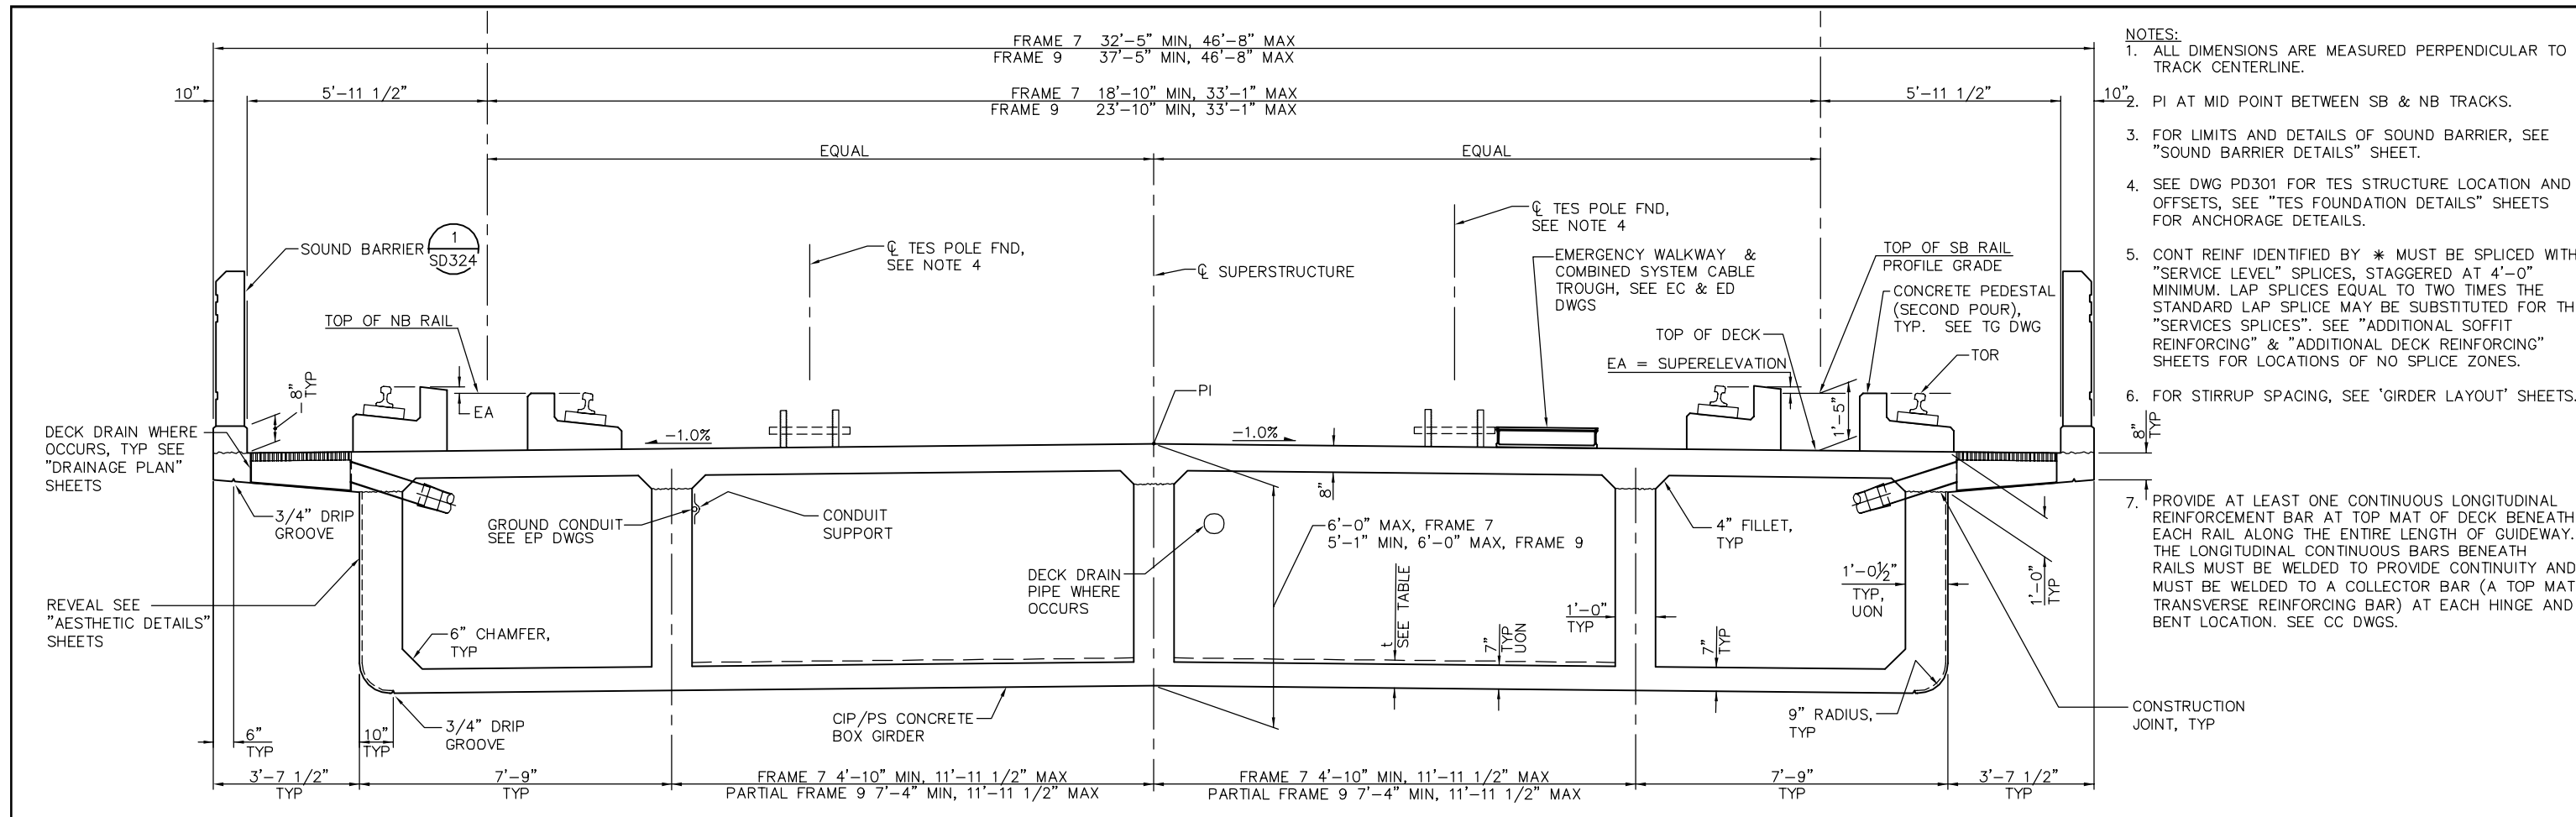 FRAME 7 32'-5" MIN, 46'-8" MAX
FRAME 9 37'-5" MIN, 46'-8" MAX
10"
5'-11 1/2"
FRAME 7 18'-10" MIN, 33'-1" MAX
FRAME 9 23'-10" MIN, 33'-1" MAX
5'-11 1/2"
10"
EQUAL
EQUAL
SOUND BARRIER
1
SD324
℄ TES POLE FND,
SEE NOTE 4
℄ SUPERSTRUCTURE
℄ TES POLE FND,
SEE NOTE 4
EMERGENCY WALKWAY &
COMBINED SYSTEM CABLE
TROUGH, SEE EC & ED
DWGS
TOP OF SB RAIL
PROFILE GRADE
CONCRETE PEDESTAL
(SECOND POUR),
TYP. SEE TG DWG
TOP OF NB RAIL
TOP OF DECK
EA = SUPERELEVATION
TOR
8"
TYP
EA
PI
1'-5"
-1.0%
-1.0%
8"
TYP
DECK DRAIN WHERE
OCCURS, TYP SEE
"DRAINAGE PLAN"
SHEETS
3/4" DRIP
GROOVE
GROUND CONDUIT
SEE EP DWGS
CONDUIT
SUPPORT
8"
6'-0" MAX, FRAME 7
5'-1" MIN, 6'-0" MAX, FRAME 9
4" FILLET,
TYP
DECK DRAIN
PIPE WHERE
OCCURS
t
SEE TABLE
7"
TYP
UON
1'-0"
TYP
7"
TYP
1'-0½"
TYP,
UON
1'-0"
TYP
REVEAL SEE
"AESTHETIC DETAILS"
SHEETS
6" CHAMFER,
TYP
6"
TYP
10"
TYP
3/4" DRIP
GROOVE
CIP/PS CONCRETE
BOX GIRDER
9" RADIUS,
TYP
CONSTRUCTION
JOINT, TYP
3'-7 1/2"
TYP
7'-9"
TYP
FRAME 7 4'-10" MIN, 11'-11 1/2" MAX
PARTIAL FRAME 9 7'-4" MIN, 11'-11 1/2" MAX
FRAME 7 4'-10" MIN, 11'-11 1/2" MAX
PARTIAL FRAME 9 7'-4" MIN, 11'-11 1/2" MAX
7'-9"
TYP
3'-7 1/2"
TYP
NOTES:
1. ALL DIMENSIONS ARE MEASURED PERPENDICULAR TO
TRACK CENTERLINE.
2. PI AT MID POINT BETWEEN SB & NB TRACKS.
3. FOR LIMITS AND DETAILS OF SOUND BARRIER, SEE
"SOUND BARRIER DETAILS" SHEET.
4. SEE DWG PD301 FOR TES STRUCTURE LOCATION AND
OFFSETS, SEE "TES FOUNDATION DETAILS" SHEETS
FOR ANCHORAGE DETEAILS.
5. CONT REINF IDENTIFIED BY * MUST BE SPLICED WITH
"SERVICE LEVEL" SPLICES, STAGGERED AT 4'-0"
MINIMUM. LAP SPLICES EQUAL TO TWO TIMES THE
STANDARD LAP SPLICE MAY BE SUBSTITUTED FOR TH
"SERVICES SPLICES". SEE "ADDITIONAL SOFFIT
REINFORCING" & "ADDITIONAL DECK REINFORCING"
SHEETS FOR LOCATIONS OF NO SPLICE ZONES.
6. FOR STIRRUP SPACING, SEE 'GIRDER LAYOUT' SHEETS.
7. PROVIDE AT LEAST ONE CONTINUOUS LONGITUDINAL
REINFORCEMENT BAR AT TOP MAT OF DECK BENEATH
EACH RAIL ALONG THE ENTIRE LENGTH OF GUIDEWAY.
THE LONGITUDINAL CONTINUOUS BARS BENEATH
RAILS MUST BE WELDED TO PROVIDE CONTINUITY AND
MUST BE WELDED TO A COLLECTOR BAR (A TOP MAT
TRANSVERSE REINFORCING BAR) AT EACH HINGE AND
BENT LOCATION. SEE CC DWGS.